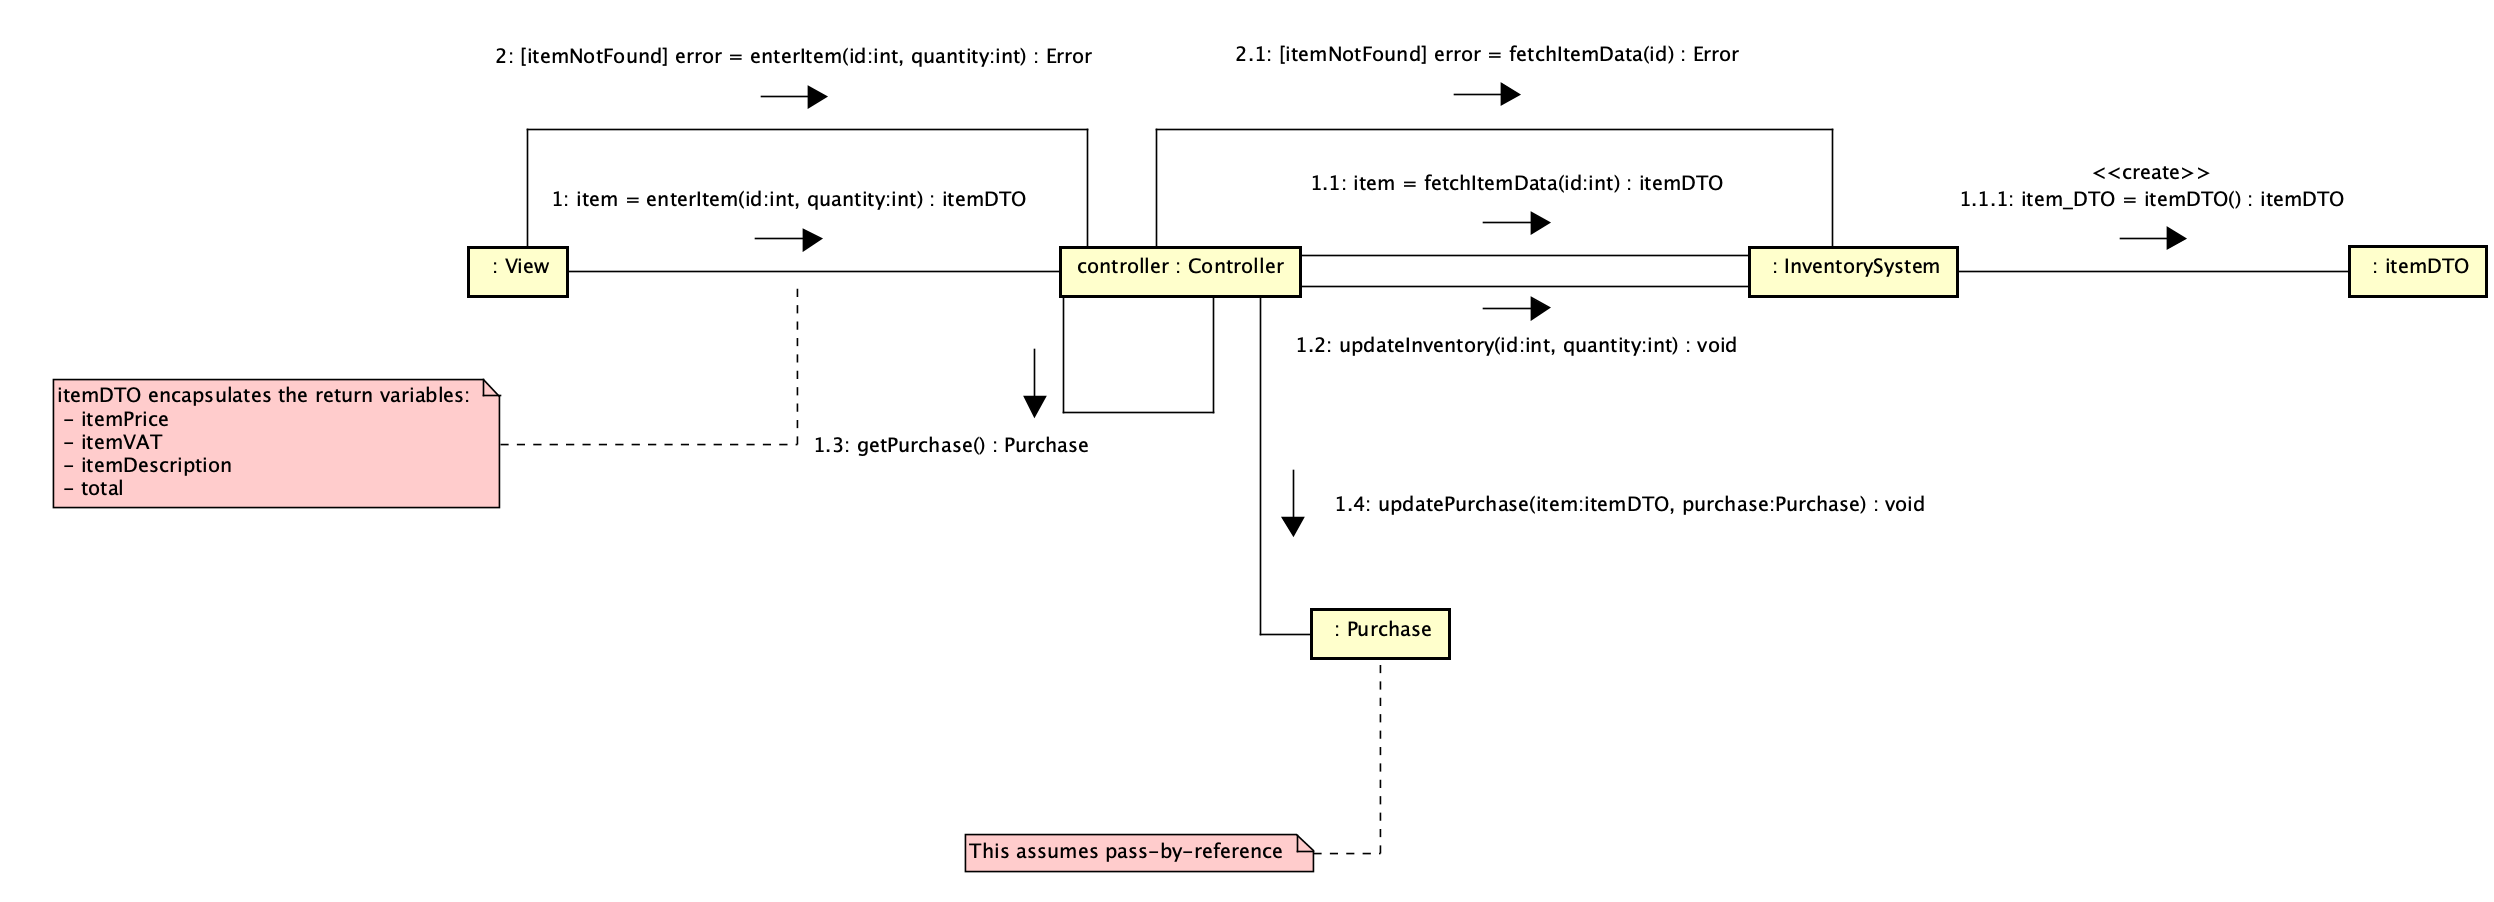 2: [itemNotFound] error = enterItem(id:int, quantity:int) : Error
2.1: [itemNotFound] error = fetchItemData(id) : Error
1: item = enterItem(id:int, quantity:int) : itemDTO
1.1: item = fetchItemData(id:int) : itemDTO
<<create>>
1.1.1: item_DTO = itemDTO() : itemDTO
: View
controller : Controller
: InventorySystem
: itemDTO
1.2: updateInventory(id:int, quantity:int) : void
itemDTO encapsulates the return variables:
- itemPrice
- itemVAT
- itemDescription
- total
1.3: getPurchase() : Purchase
1.4: updatePurchase(item:itemDTO, purchase:Purchase) : void
: Purchase
This assumes pass-by-reference